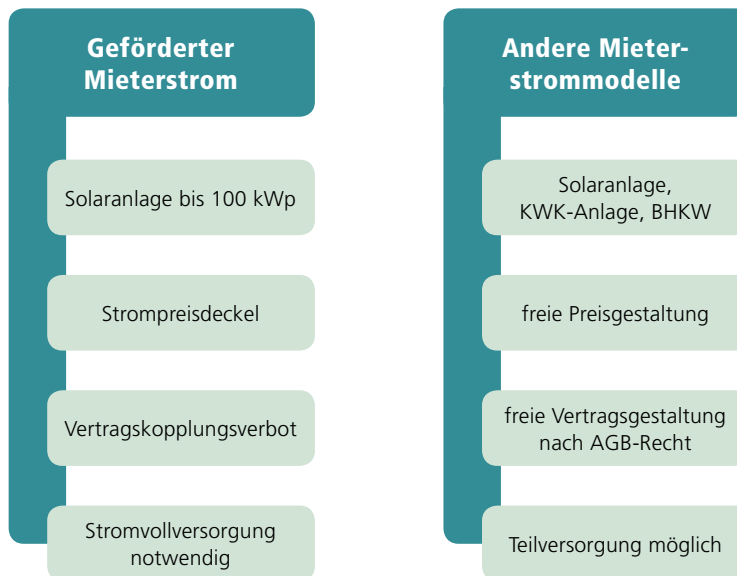 Geförderter
Mieterstrom
Solaranlage bis 100 kWp
Strompreisdeckel
Vertragskopplungsverbot
Stromvollversorgung
notwendig
Andere Mieter-
strommodelle
Solaranlage,
KWK-Anlage, BHKW
freie Preisgestaltung
freie Vertragsgestaltung
nach AGB-Recht
Teilversorgung möglich